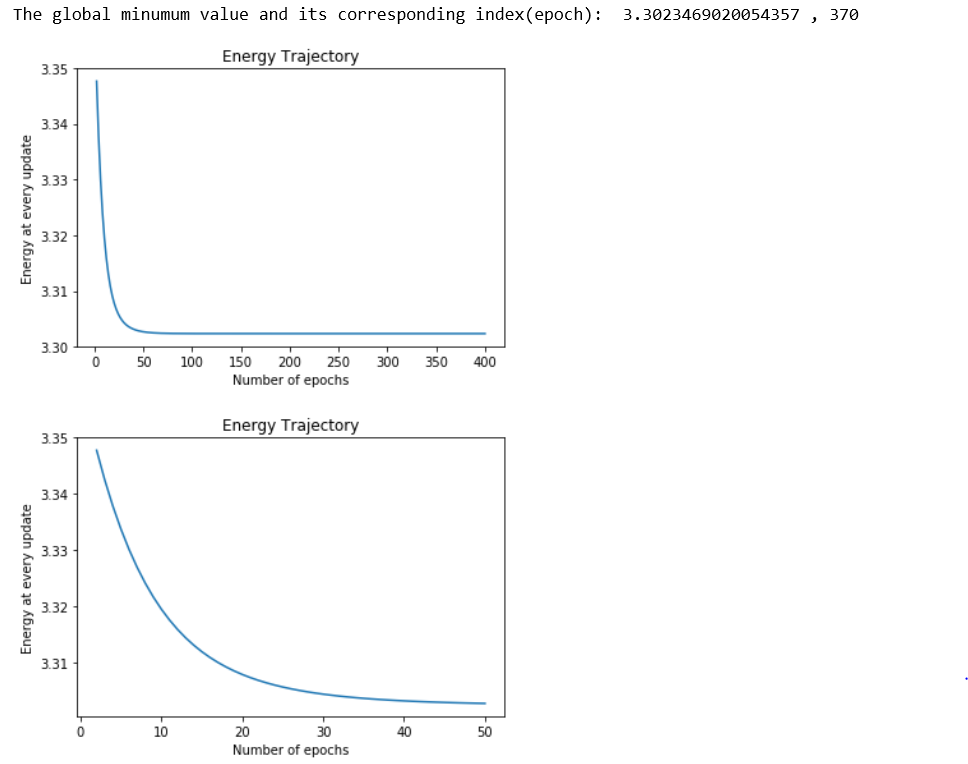 The global minumum value and its corresponding index(epoch):  3.3023469020054357 , 370
Energy Trajectory
3.35
3.34
3.33
3.32
3.31
3.30
Energy at every update
0 50 100 150 200 250 300 350 400
Number of epochs
Energy Trajectory
3.35
3.34
3.33
3.32
3.31
Energy at every update
0 10 20 30 40 50
Number of epochs